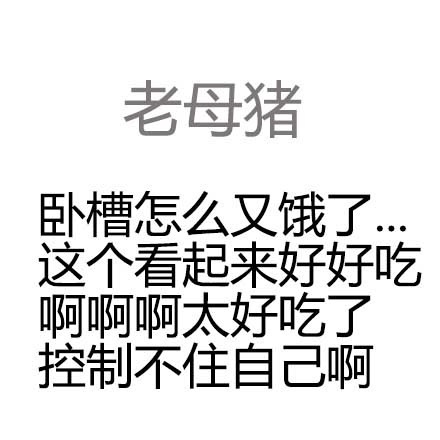 老母猪
卧槽怎么又饿了...
这个看起来好好吃
啊啊啊太好吃了
控制不住自己啊